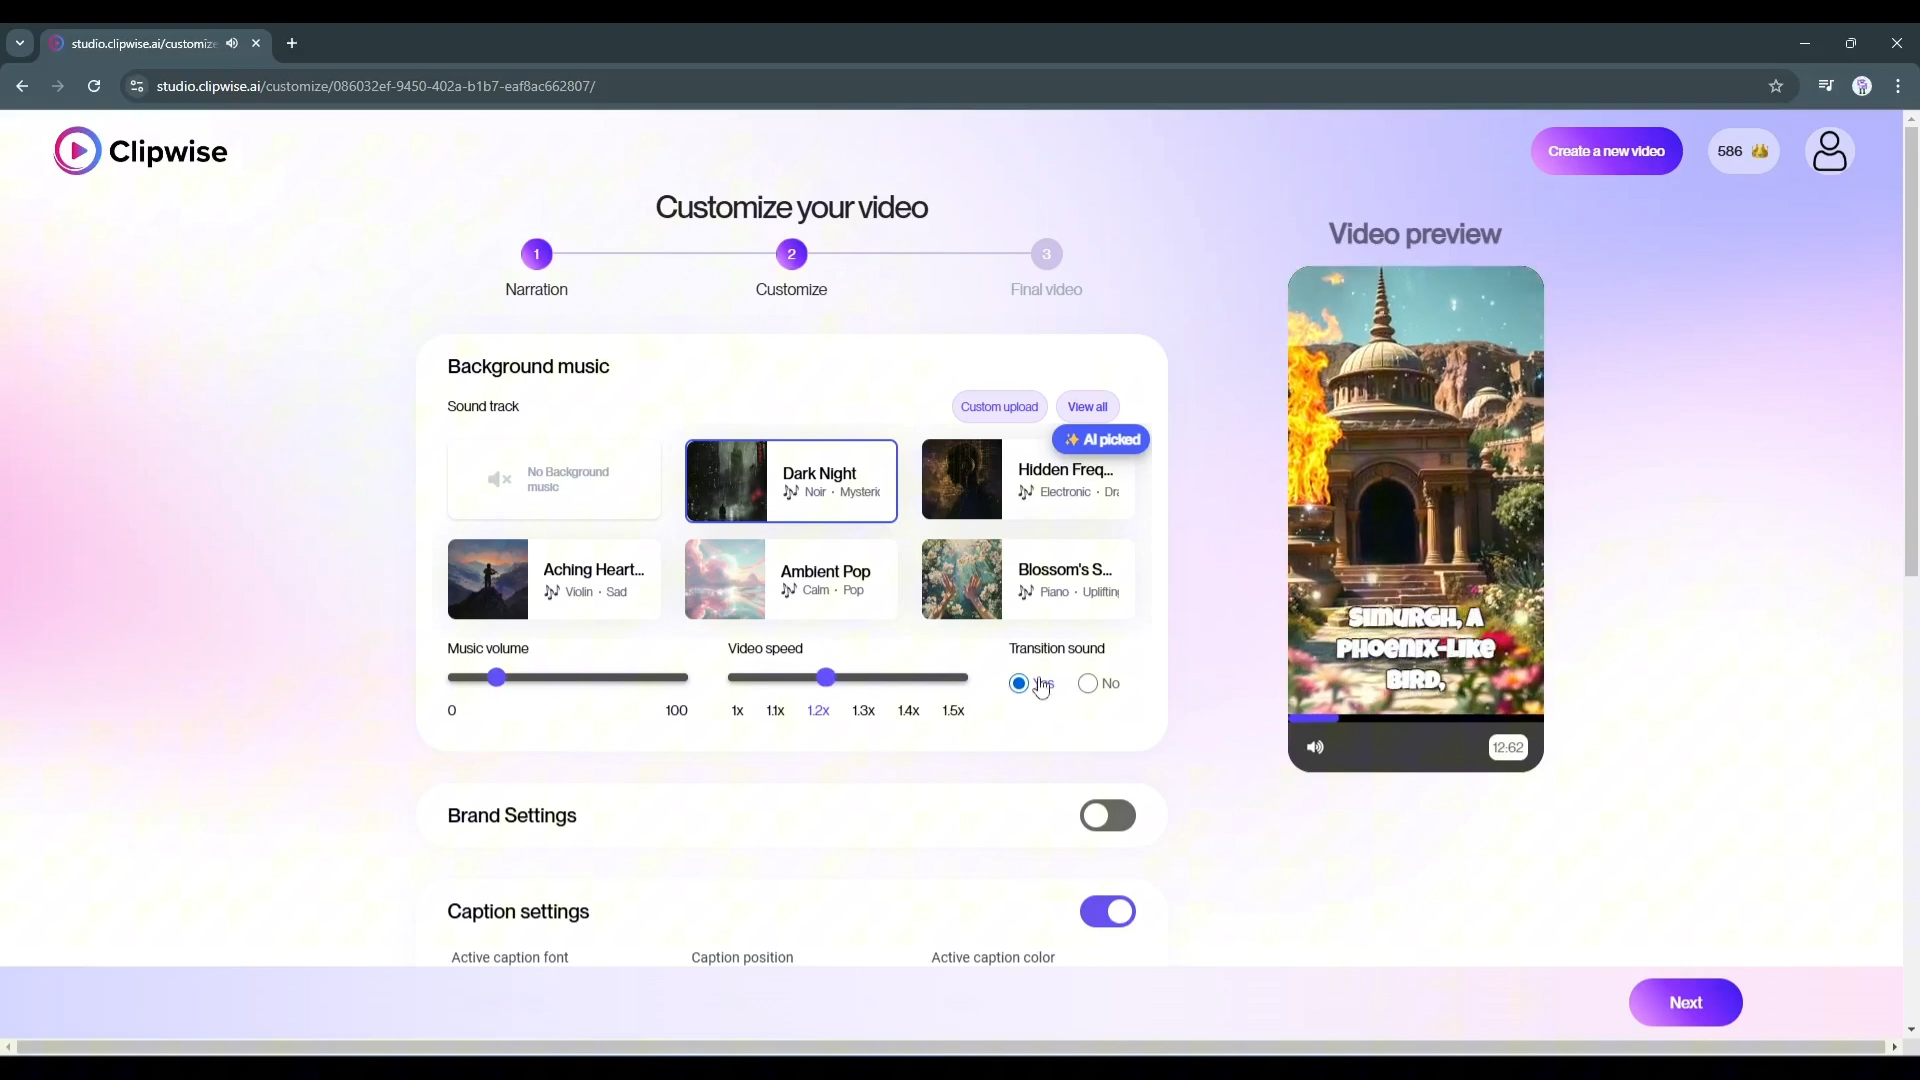 studio.clipwise.ai/customize
studio.clipwise.ai/customize/086032ef-9450-402a-b1b7-eaf8ac662807/
Clipwise
Create a new video
586
Customize your video
1
2
3
Narration
Customize
Final video
Video preview
Background music
Sound track
Custom upload
View all
AI picked
No Background
music
Dark Night
Noir · Mysteric
Hidden Freq...
Electronic · Dra
Aching Heart...
Violin · Sad
Ambient Pop
Calm · Pop
Blossom's S...
Piano · Uplifting
SIMURGH, A
PHOENIX-LIKE
BIRD,
Music volume
Video speed
Transition sound
Yes
No
0
100
1x
1.1x
1.2x
1.3x
1.4x
1.5x
12:62
Brand Settings
Caption settings
Active caption font
Caption position
Active caption color
Next